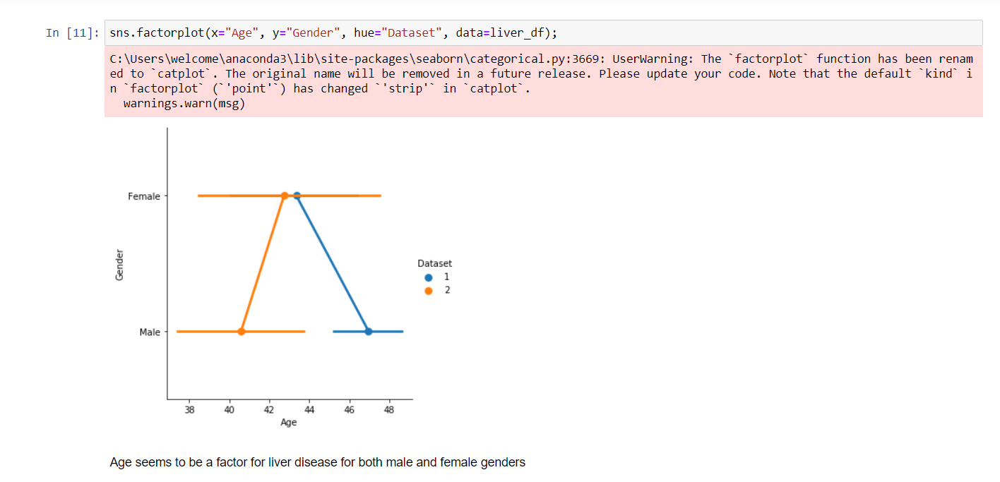 In [11]: sns.factorplot(x="Age", y="Gender", hue="Dataset", data=liver_df);
C:\Users\welcome\anaconda3\lib\site-packages\seaborn\categorical.py:3669: UserWarning: The `factorplot` function has been renam
ed to `catplot`. The original name will be removed in a future release. Please update your code. Note that the default `kind` i
n `factorplot` (`'point'`) has changed `'strip'` in `catplot`.
warnings.warn(msg)
Female
Gender
Male
Dataset
1
2
38 40 42 44 46 48
Age
Age seems to be a factor for liver disease for both male and female genders